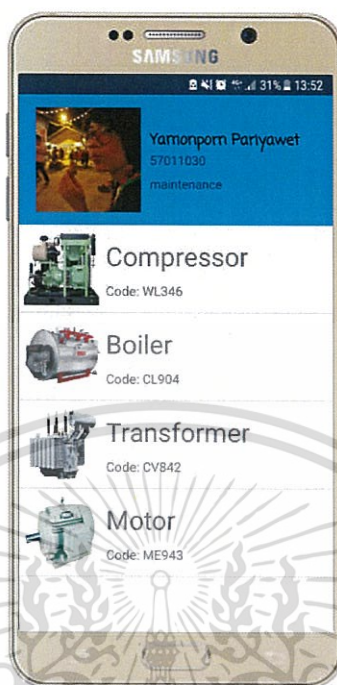 SAMSUNG
31% 13:52
Yamonporn Pariyawet
57011030
maintenance
Compressor
Code: WL346
Boiler
Code: CL904
Transformer
Code: CV842
Motor
Code: ME943